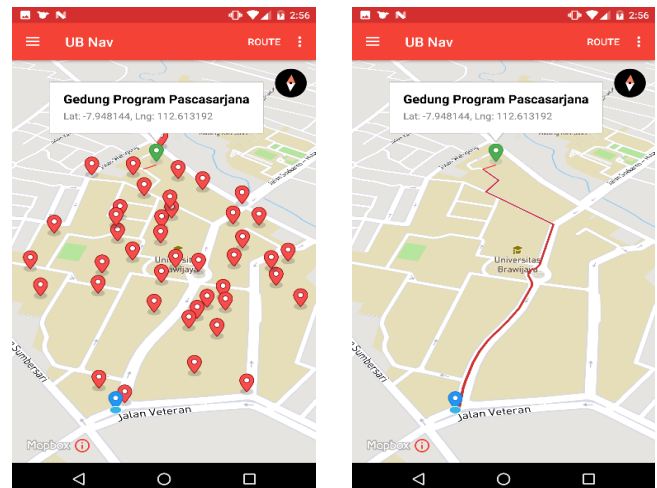 2:56
UB Nav ROUTE
Gedung Program Pascasarjana
Lat: -7.948144, Lng: 112.613192
Universitas
Brawijaya
Sumbersari
Jalan Veteran
Mapbox
2:56
UB Nav ROUTE
Gedung Program Pascasarjana
Lat: -7.948144, Lng: 112.613192
Universitas
Brawijaya
Sumbersari
Jalan Veteran
Mapbox